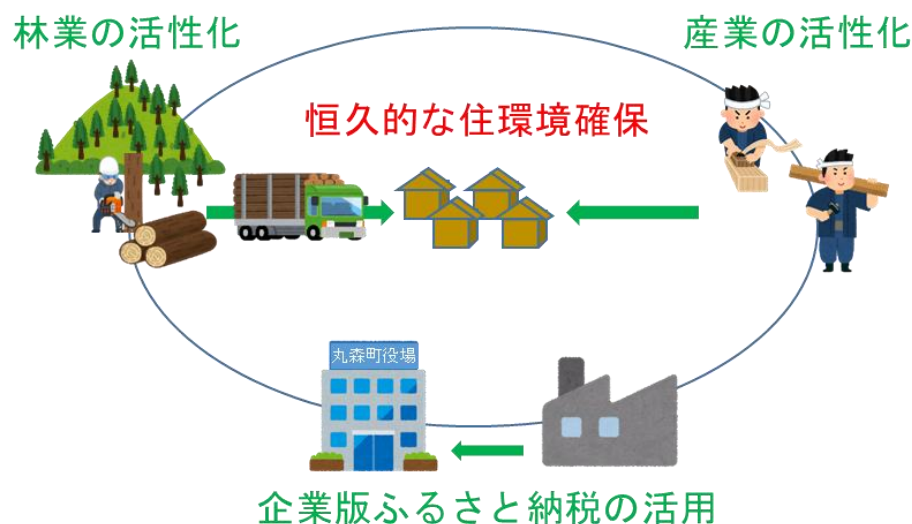 林業の活性化
産業の活性化
恒久的な住環境確保
丸森町役場
企業版ふるさと納税の活用